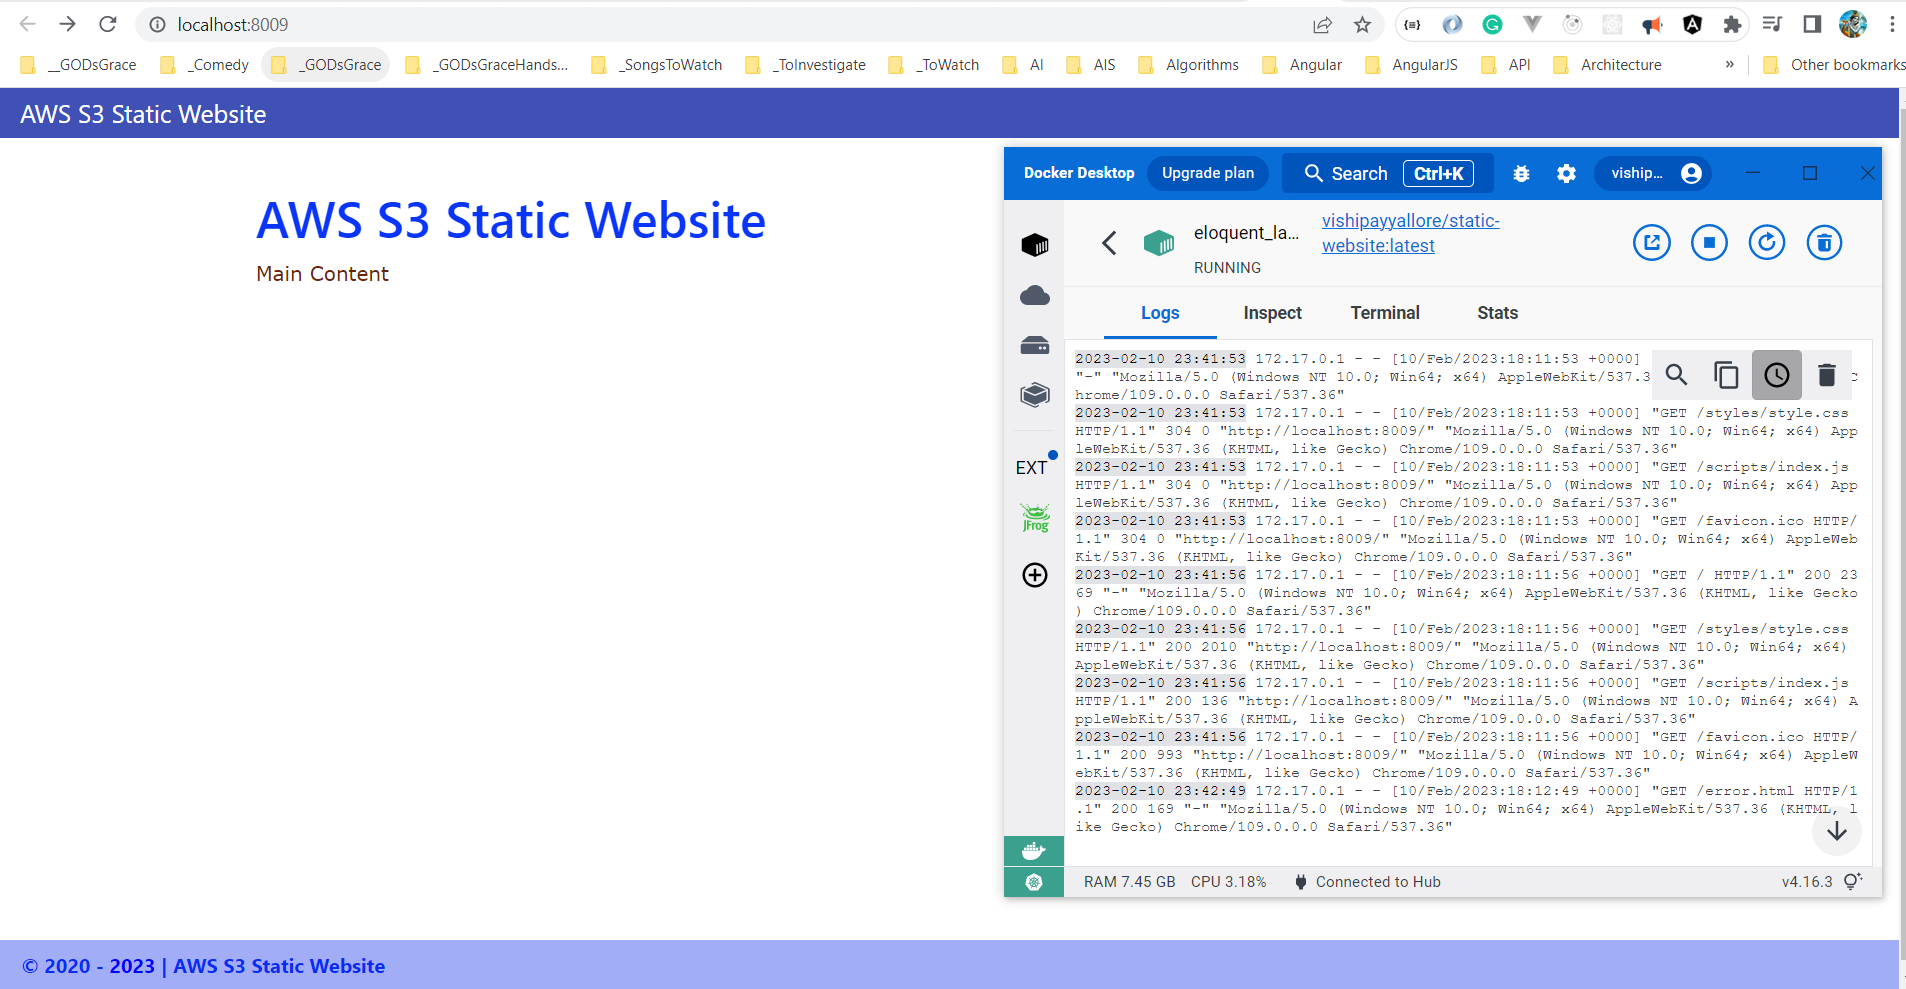 localhost:8009
__GODsGrace
_Comedy
_GODsGrace
_GODsGraceHands...
_SongsToWatch
_ToInvestigate
_ToWatch
AI
AIS
Algorithms
Angular
AngularJS
API
Architecture
»
Other bookmarks
AWS S3 Static Website
AWS S3 Static Website
Main Content
Docker Desktop
Upgrade plan
Search
Ctrl+K
viship...
eloquent_la...
RUNNING
vishipayyallore/static-
website:latest
Logs
Inspect
Terminal
Stats
2023-02-10 23:41:53 172.17.0.1 - - [10/Feb/2023:18:11:53 +0000]
"-" "Mozilla/5.0 (Windows NT 10.0; Win64; x64) AppleWebKit/537.3
hrome/109.0.0.0 Safari/537.36"
2023-02-10 23:41:53 172.17.0.1 - - [10/Feb/2023:18:11:53 +0000] "GET /styles/style.css
HTTP/1.1" 304 0 "http://localhost:8009/" "Mozilla/5.0 (Windows NT 10.0; Win64; x64) App
leWebKit/537.36 (KHTML, like Gecko) Chrome/109.0.0.0 Safari/537.36"
2023-02-10 23:41:53 172.17.0.1 - - [10/Feb/2023:18:11:53 +0000] "GET /scripts/index.js
HTTP/1.1" 304 0 "http://localhost:8009/" "Mozilla/5.0 (Windows NT 10.0; Win64; x64) App
leWebKit/537.36 (KHTML, like Gecko) Chrome/109.0.0.0 Safari/537.36"
2023-02-10 23:41:53 172.17.0.1 - - [10/Feb/2023:18:11:53 +0000] "GET /favicon.ico HTTP/
1.1" 304 0 "http://localhost:8009/" "Mozilla/5.0 (Windows NT 10.0; Win64; x64) AppleWeb
Kit/537.36 (KHTML, like Gecko) Chrome/109.0.0.0 Safari/537.36"
2023-02-10 23:41:56 172.17.0.1 - - [10/Feb/2023:18:11:56 +0000] "GET / HTTP/1.1" 200 23
69 "-" "Mozilla/5.0 (Windows NT 10.0; Win64; x64) AppleWebKit/537.36 (KHTML, like Gecko
) Chrome/109.0.0.0 Safari/537.36"
2023-02-10 23:41:56 172.17.0.1 - - [10/Feb/2023:18:11:56 +0000] "GET /styles/style.css
HTTP/1.1" 200 2010 "http://localhost:8009/" "Mozilla/5.0 (Windows NT 10.0; Win64; x64)
AppleWebKit/537.36 (KHTML, like Gecko) Chrome/109.0.0.0 Safari/537.36"
2023-02-10 23:41:56 172.17.0.1 - - [10/Feb/2023:18:11:56 +0000] "GET /scripts/index.js
HTTP/1.1" 200 136 "http://localhost:8009/" "Mozilla/5.0 (Windows NT 10.0; Win64; x64) A
ppleWebKit/537.36 (KHTML, like Gecko) Chrome/109.0.0.0 Safari/537.36"
2023-02-10 23:41:56 172.17.0.1 - - [10/Feb/2023:18:11:56 +0000] "GET /favicon.ico HTTP/
1.1" 200 993 "http://localhost:8009/" "Mozilla/5.0 (Windows NT 10.0; Win64; x64) AppleW
ebKit/537.36 (KHTML, like Gecko) Chrome/109.0.0.0 Safari/537.36"
2023-02-10 23:42:49 172.17.0.1 - - [10/Feb/2023:18:12:49 +0000] "GET /error.html HTTP/1
.1" 200 169 "-" "Mozilla/5.0 (Windows NT 10.0; Win64; x64) AppleWebKit/537.36 (KHTML, l
ike Gecko) Chrome/109.0.0.0 Safari/537.36"
EXT
JFrog
RAM 7.45 GB
CPU 3.18%
Connected to Hub
v4.16.3
© 2020 - 2023 | AWS S3 Static Website